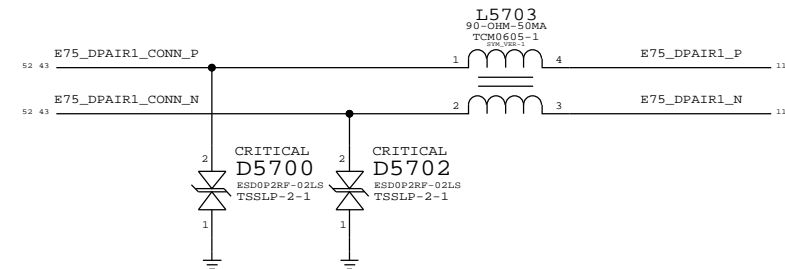 L5703
90-OHM-50MA
TCM0605-1
SYM_VER-1
E75_DPAIR1_CONN_P
1
4
E75_DPAIR1_P
52 43
11
E75_DPAIR1_CONN_N
2
3
E75_DPAIR1_N
52 43
11
CRITICAL
2
D5700
ESD0P2RF-02LS
TSSLP-2-1
1
CRITICAL
2
D5702
ESD0P2RF-02LS
TSSLP-2-1
1